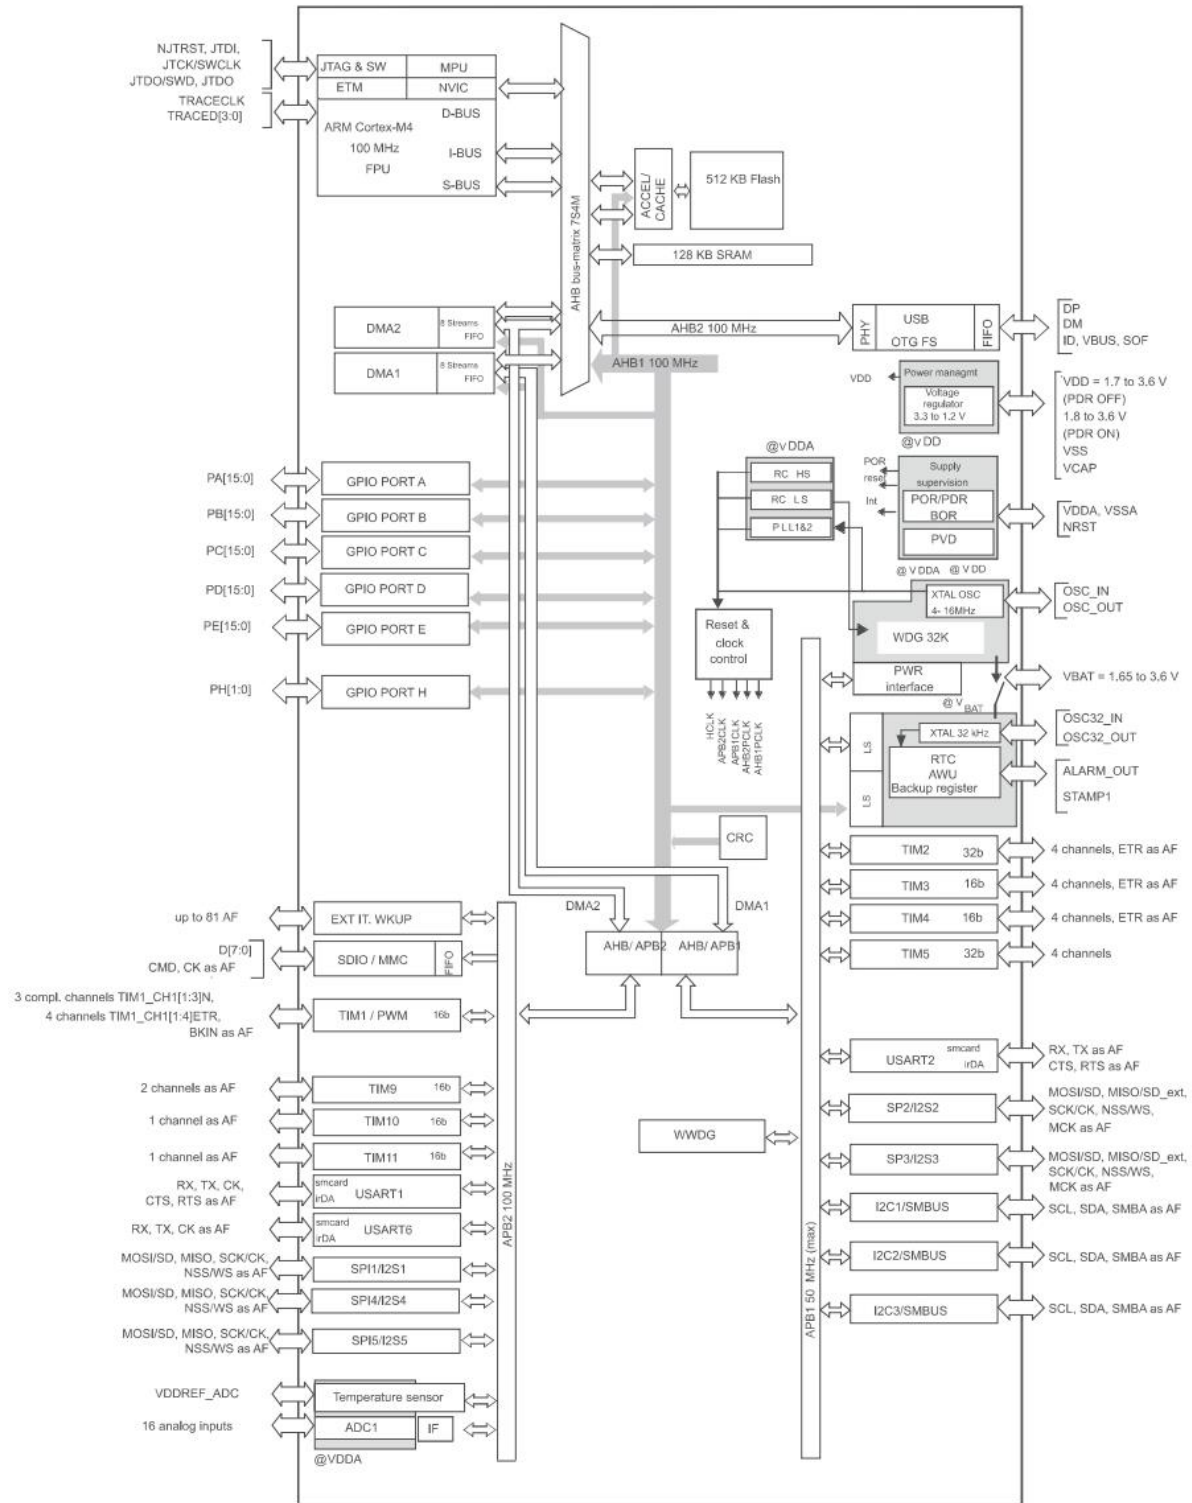 NJTRST, JTDI,
JTCK/SWCLK
JTDO/SWD, JTDO
TRACECLK
TRACED[3:0]
JTAG & SW
MPU
ETM
NVIC
ARM Cortex-M4
100 MHz
FPU
D-BUS
I-BUS
S-BUS
AHB bus-matrix 7S4M
ACCEL/
CACHE
512 KB Flash
128 KB SRAM
DMA2
8 Streams
FIFO
DMA1
8 Streams
FIFO
AHB2 100 MHz
AHB1 100 MHz
PHY
USB
OTG FS
FIFO
DP
DM
ID, VBUS, SOF
VDD
Power managmt
Voltage
regulator
3.3 to 1.2 V
@VDD
VDD = 1.7 to 3.6 V
(PDR OFF)
1.8 to 3.6 V
(PDR ON)
VSS
VCAP
@VDDA
RC HS
RC LS
PLL1&2
POR
reset
Int
Supply
supervision
POR/PDR
BOR
PVD
VDDA, VSSA
NRST
@VDDA @VDD
PA[15:0]
GPIO PORT A
PB[15:0]
GPIO PORT B
PC[15:0]
GPIO PORT C
PD[15:0]
GPIO PORT D
PE[15:0]
GPIO PORT E
PH[1:0]
GPIO PORT H
XTAL OSC
4- 16MHz
WDG 32K
OSC_IN
OSC_OUT
Reset &
clock
control
HCLK
APB2CLK
APB1CLK
AHB2PCLK
AHB1PCLK
PWR
interface
VBAT = 1,65 to 3.6 V
@VBAT
LS
LS
XTAL 32 kHz
RTC
AWU
Backup register
OSC32_IN
OSC32_OUT
ALARM_OUT
STAMP1
CRC
TIM2
32b
4 channels, ETR as AF
TIM3
16b
4 channels, ETR as AF
TIM4
16b
4 channels, ETR as AF
TIM5
32b
4 channels
DMA2
DMA1
AHB/ APB2
AHB/ APB1
up to 81 AF
EXT IT. WKUP
D[7:0]
CMD, CK as AF
SDIO / MMC
FIFO
3 compl. channels TIM1_CH1[1:3]N,
4 channels TIM1_CH1[1:4]ETR,
BKIN as AF
TIM1 / PWM
16b
2 channels as AF
TIM9
16b
1 channel as AF
TIM10
16b
1 channel as AF
TIM11
16b
RX, TX, CK,
CTS, RTS as AF
smcard
irDA
USART1
RX, TX, CK as AF
smcard
irDA
USART6
MOSI/SD, MISO, SCK/CK,
NSS/WS as AF
SPI1/I2S1
MOSI/SD, MISO, SCK/CK,
NSS/WS as AF
SPI4/I2S4
MOSI/SD, MISO, SCK/CK,
NSS/WS as AF
SPI5/I2S5
VDDREF_ADC
Temperature sensor
16 analog inputs
ADC1
IF
@VDDA
APB2 100 MHz
WWDG
APB1 50 MHz (max)
USART2
smcard
irDA
RX, TX as AF
CTS, RTS as AF
SP2/I2S2
MOSI/SD, MISO/SD_ext,
SCK/CK, NSS/WS,
MCK as AF
SP3/I2S3
MOSI/SD, MISO/SD_ext,
SCK/CK, NSS/WS,
MCK as AF
I2C1/SMBUS
SCL, SDA, SMBA as AF
I2C2/SMBUS
SCL, SDA, SMBA as AF
I2C3/SMBUS
SCL, SDA, SMBA as AF